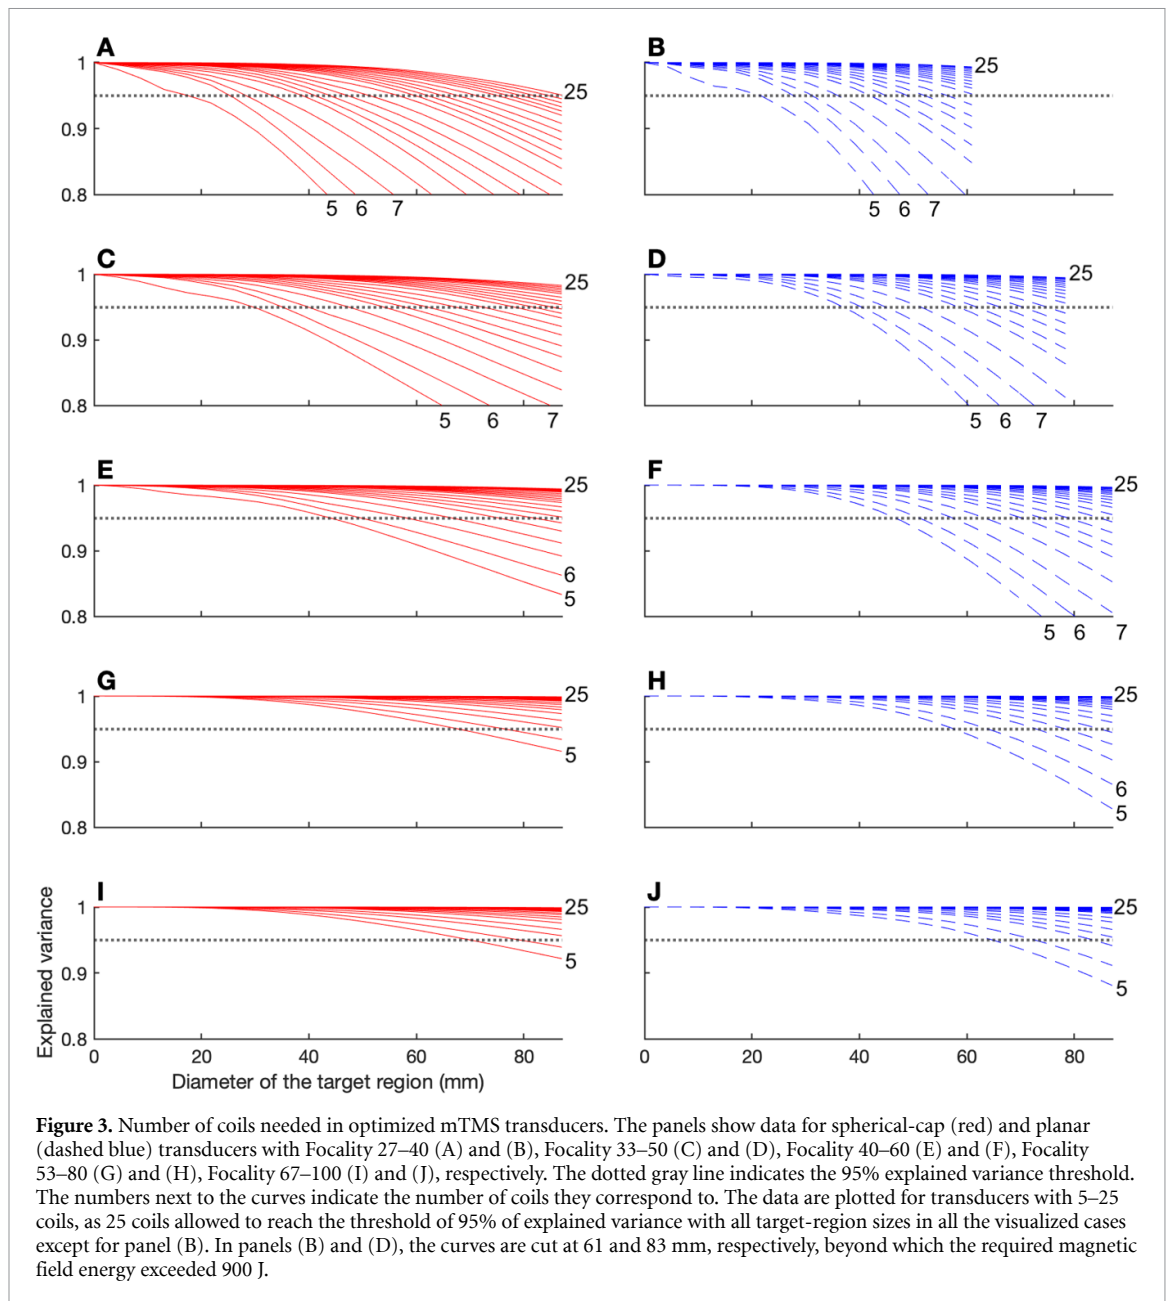 A
B
1
0.9
0.8
25
5 6 7
25
5 6 7
C
D
1
0.9
0.8
25
5 6 7
25
5 6 7
E
F
1
0.9
0.8
25
6
5
25
5 6 7
G
H
1
0.9
0.8
25
5
25
6
5
I
J
1
0.9
0.8
25
5
25
5
Explained variance
0 20 40 60 80
0 20 40 60 80
Diameter of the target region (mm)
Figure 3. Number of coils needed in optimized mTMS transducers. The panels show data for spherical-cap (red) and planar
(dashed blue) transducers with Focality 27–40 (A) and (B), Focality 33–50 (C) and (D), Focality 40–60 (E) and (F), Focality
53–80 (G) and (H), Focality 67–100 (I) and (J), respectively. The dotted gray line indicates the 95% explained variance threshold.
The numbers next to the curves indicate the number of coils they correspond to. The data are plotted for transducers with 5–25
coils, as 25 coils allowed to reach the threshold of 95% of explained variance with all target-region sizes in all the visualized cases
except for panel (B). In panels (B) and (D), the curves are cut at 61 and 83 mm, respectively, beyond which the required magnetic
field energy exceeded 900 J.